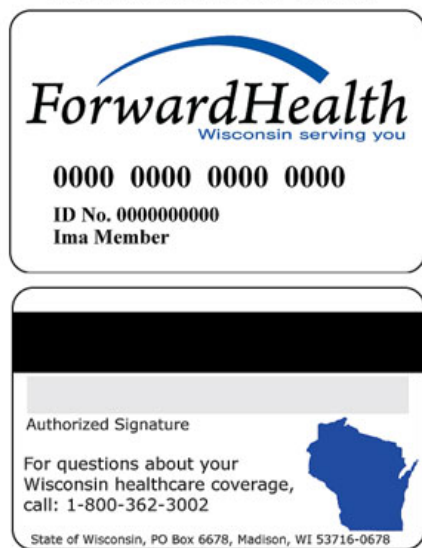 ForwardHealth
Wisconsin serving you
0000 0000 0000 0000
ID No. 0000000000
Ima Member
Authorized Signature
For questions about your
Wisconsin healthcare coverage,
call: 1-800-362-3002
State of Wisconsin, PO Box 6678, Madison, WI 53716-0678